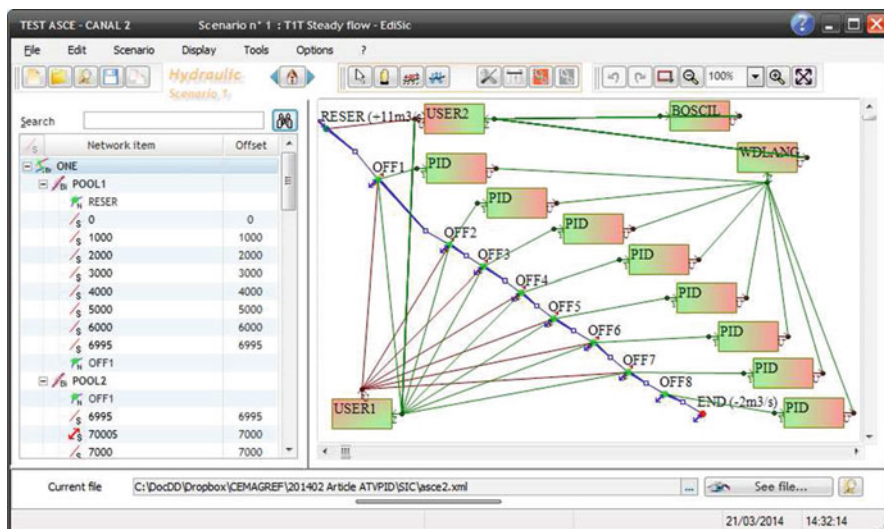 TEST ASCE - CANAL 2 Scenario n° 1 : T1T Steady flow - EdiSic
File Edit Scenario Display Tools Options ?
Hydraulic
Scenario 1
100%
Search
Network item Offset
ONE
POOL1
RESER
0 0
1000 1000
2000 2000
3000 3000
4000 4000
5000 5000
6000 6000
6995 6995
OFF1
POOL2
OFF1
6995 6995
7000S 7000
7000 7000
RESER (+11m3/s)
USER2
BOSCIL
WDLANG
OFF1
PID
OFF2
PID
OFF3
PID
OFF4
PID
OFF5
PID
OFF6
PID
OFF7
PID
OFF8
END (-2m3/s)
PID
USER1
Current file C:\DocDD\Dropbox\CEMAGREF\201402 Article ATVPID\SIC\asce2.xml ... See file...
21/03/2014 14:32:14